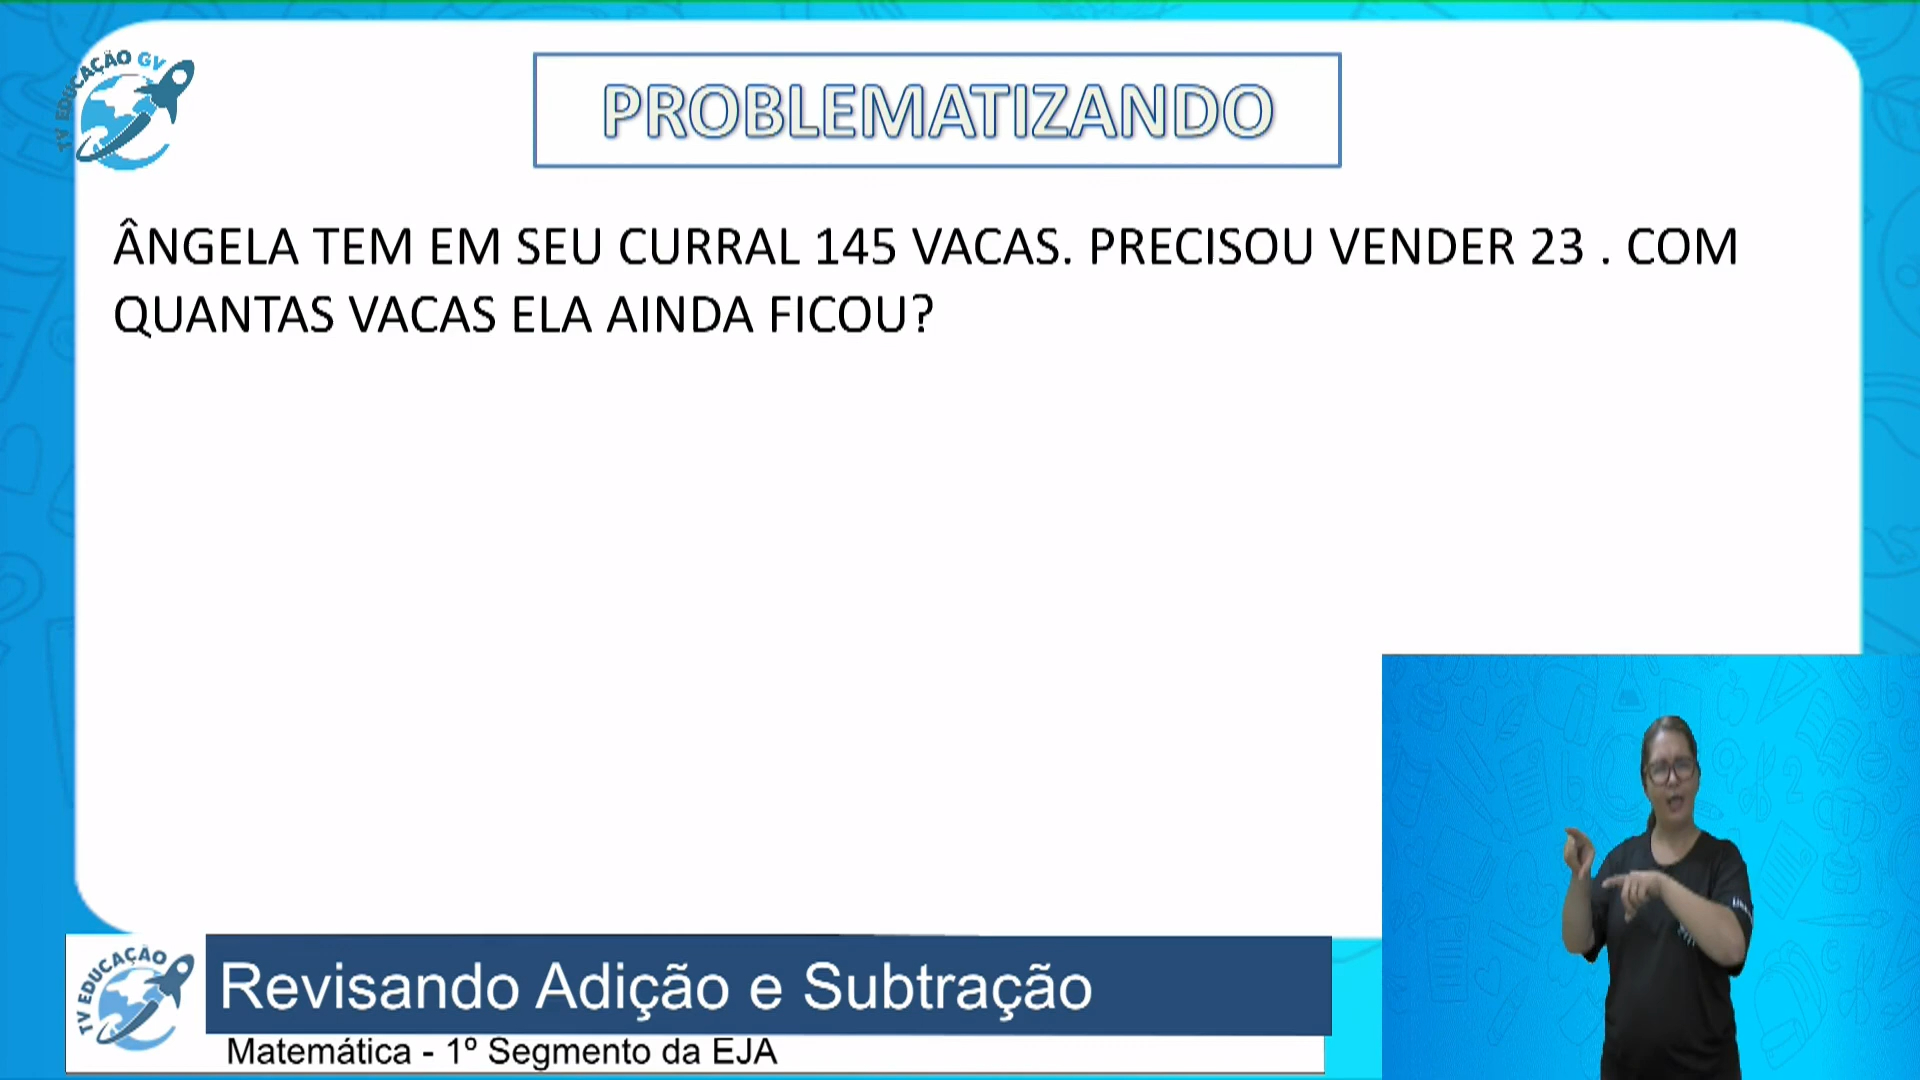 TV EDUCAÇÃO GV
PROBLEMATIZANDO
ÂNGELA TEM EM SEU CURRAL 145 VACAS. PRECISOU VENDER 23 . COM
QUANTAS VACAS ELA AINDA FICOU?
TV EDUCAÇÃO
Revisando Adição e Subtração
Matemática - 1º Segmento da EJA